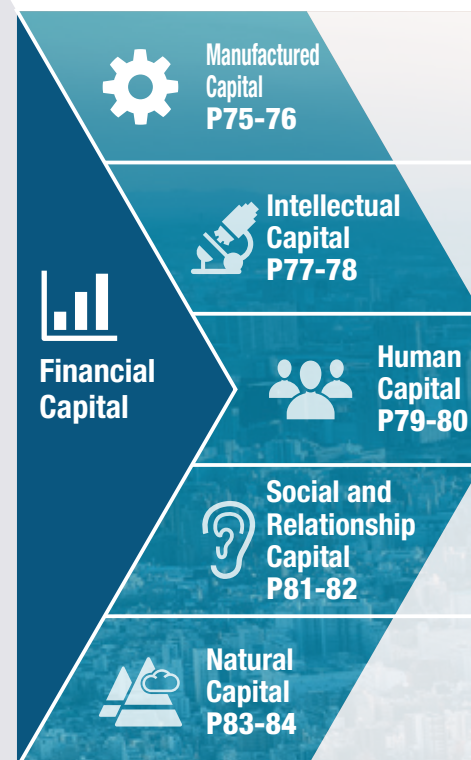 Manufactured
Capital
P75-76
Intellectual
Capital
P77-78
Financial
Capital
Human
Capital
P79-80
Social and
Relationship
Capital
P81-82
Natural
Capital
P83-84